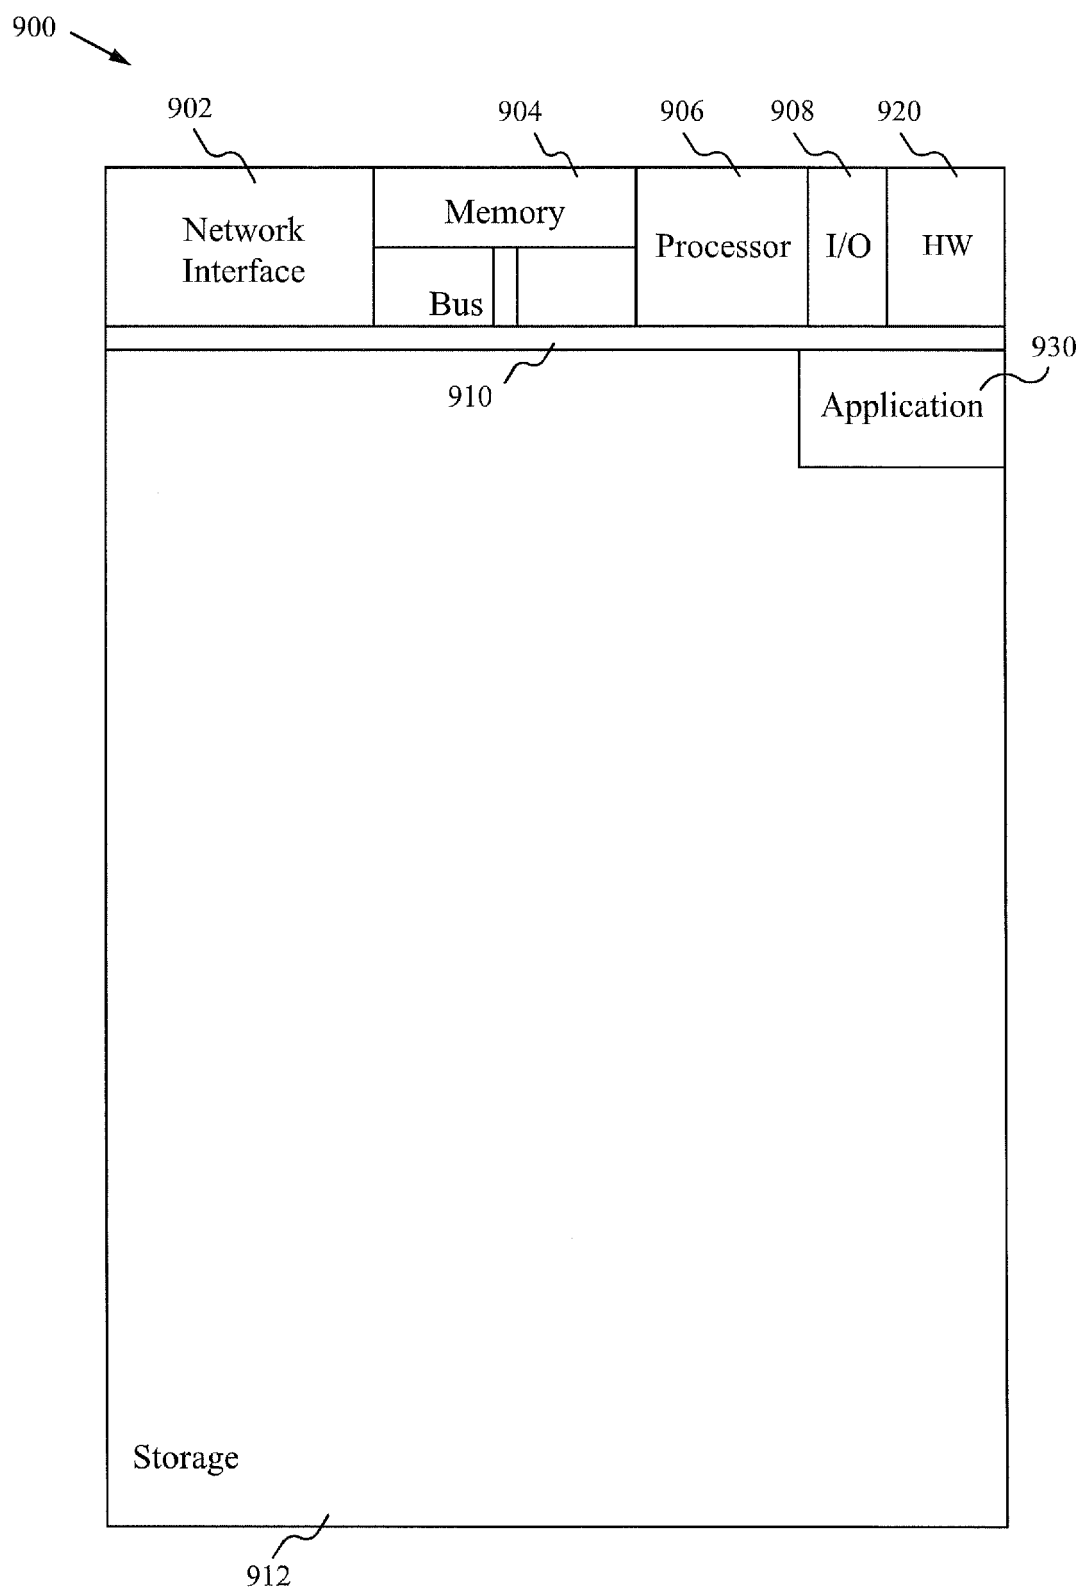 900
902
904
906
908
920
Network
Interface
Memory
Bus
Processor
I/O
HW
910
930
Application
Storage
912